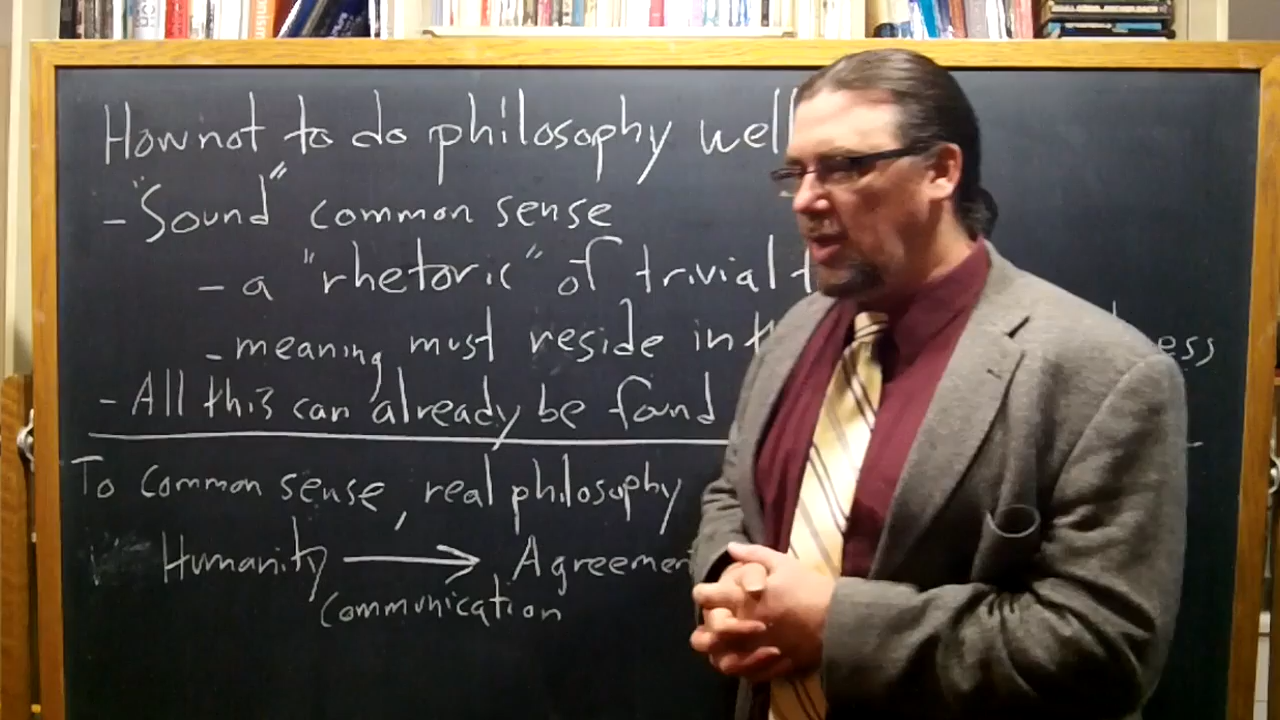 How not to do philosophy well
- "Sound" common sense
- a "rhetoric" of trivial
- meaning must reside in
- All this can already be found
To common sense, real philosophy
Humanity → Agreemen
Communication